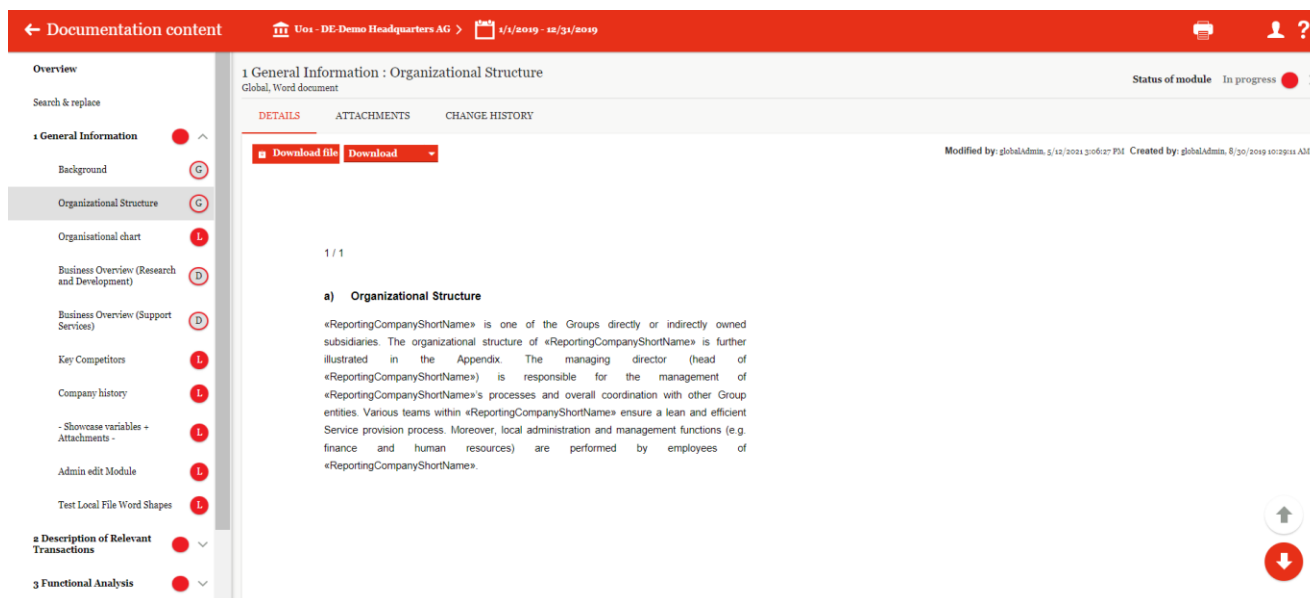 Documentation content
U01 - DE-Demo Headquarters AG
1/1/2019 - 12/31/2019
?
Overview
Search & replace
1 General Information
Background
G
Organizational Structure
G
Organisational chart
L
Business Overview (Research
and Development)
D
Business Overview (Support
Services)
D
Key Competitors
L
Company history
L
- Showcase variables +
Attachments -
L
Admin edit Module
L
Test Local File Word Shapes
L
2 Description of Relevant
Transactions
3 Functional Analysis
1 General Information : Organizational Structure
Global, Word document
Status of module In progress
DETAILS ATTACHMENTS CHANGE HISTORY
Download file Download
Modified by: globalAdmin, 5/12/2021 3:06:27 PM Created by: globalAdmin, 8/30/2019 10:29:11 AM
1 / 1
a) Organizational Structure
«ReportingCompanyShortName» is one of the Groups directly or indirectly owned
subsidiaries. The organizational structure of «ReportingCompanyShortName» is further
illustrated in the Appendix. The managing director (head of
«ReportingCompanyShortName») is responsible for the management of
«ReportingCompanyShortName»'s processes and overall coordination with other Group
entities. Various teams within «ReportingCompanyShortName» ensure a lean and efficient
Service provision process. Moreover, local administration and management functions (e.g.
finance and human resources) are performed by employees of
«ReportingCompanyShortName».